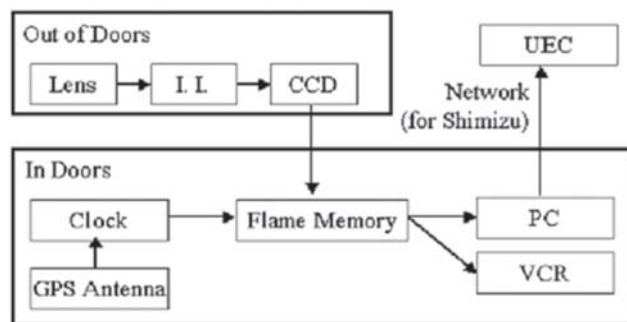 Out of Doors
Lens
I. I.
CCD
UEC
Network
(for Shimizu)
In Doors
Clock
Flame Memory
PC
GPS Antenna
VCR